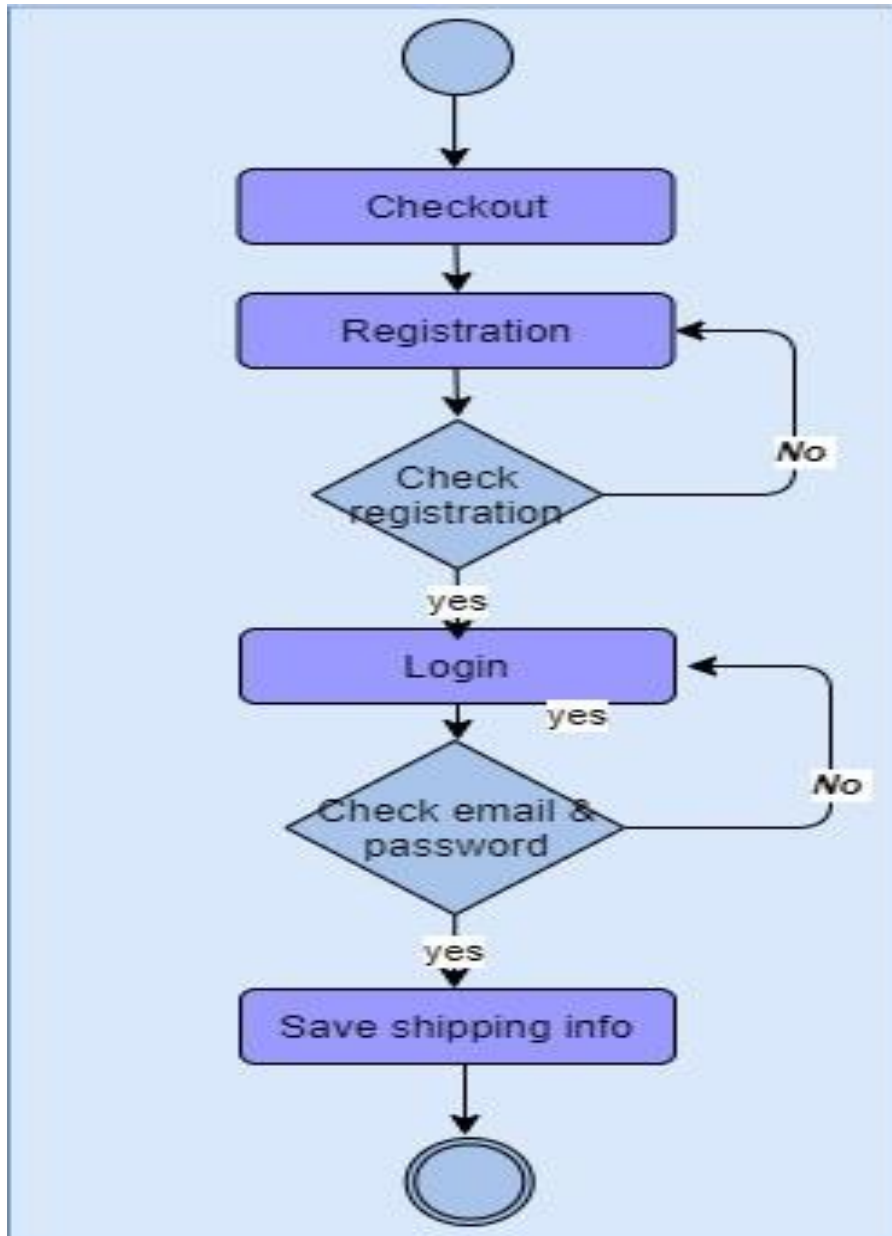 Checkout
Registration
No
Check
registration
yes
Login
yes
No
Check email &
password
yes
Save shipping info